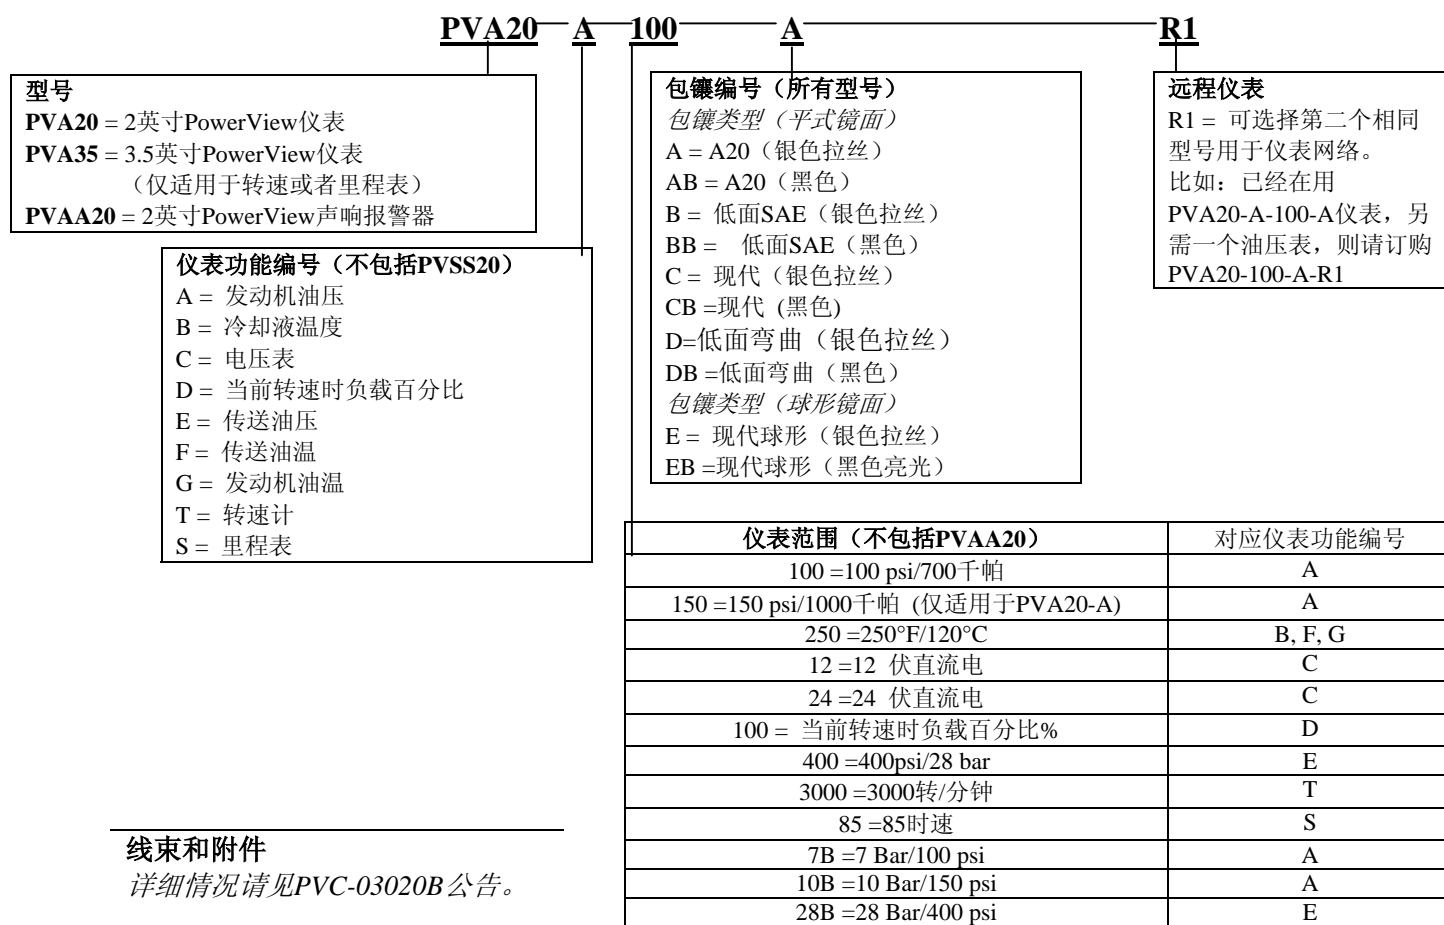 PVA20 A 100 A R1
型号
PVA20 = 2英寸PowerView仪表
PVA35 = 3.5英寸PowerView仪表
（仅适用于转速或者里程表）
PVAA20 = 2英寸PowerView声响报警器
仪表功能编号（不包括PVSS20）
A = 发动机油压
B = 冷却液温度
C = 电压表
D = 当前转速时负载百分比
E = 传送油压
F = 传送油温
G = 发动机油温
T = 转速计
S = 里程表
包镶编号（所有型号）
包镶类型（平式镜面）
A = A20（银色拉丝）
AB = A20（黑色）
B = 低面SAE（银色拉丝）
BB = 低面SAE（黑色）
C = 现代（银色拉丝）
CB =现代 (黑色)
D=低面弯曲（银色拉丝）
DB =低面弯曲（黑色）
包镶类型（球形镜面）
E = 现代球形（银色拉丝）
EB =现代球形（黑色亮光）
远程仪表
R1 = 可选择第二个相同
型号用于仪表网络。
比如：已经在用
PVA20-A-100-A仪表，另
需一个油压表，则请订购
PVA20-100-A-R1
仪表范围（不包括PVAA20） 对应仪表功能编号
100 =100 psi/700千帕 A
150 =150 psi/1000千帕 (仅适用于PVA20-A) A
250 =250°F/120°C B, F, G
12 =12 伏直流电 C
24 =24 伏直流电 C
100 = 当前转速时负载百分比% D
400 =400psi/28 bar E
3000 =3000转/分钟 T
85 =85时速 S
7B =7 Bar/100 psi A
10B =10 Bar/150 psi A
28B =28 Bar/400 psi E
线束和附件
详细情况请见PVC-03020B公告。